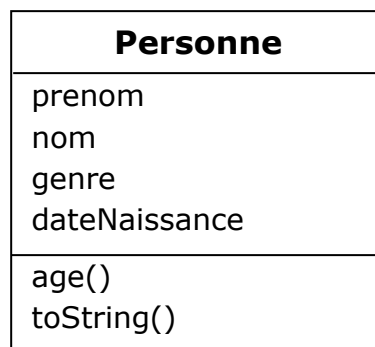 Personne
prenom
nom
genre
dateNaissance
age()
toString()